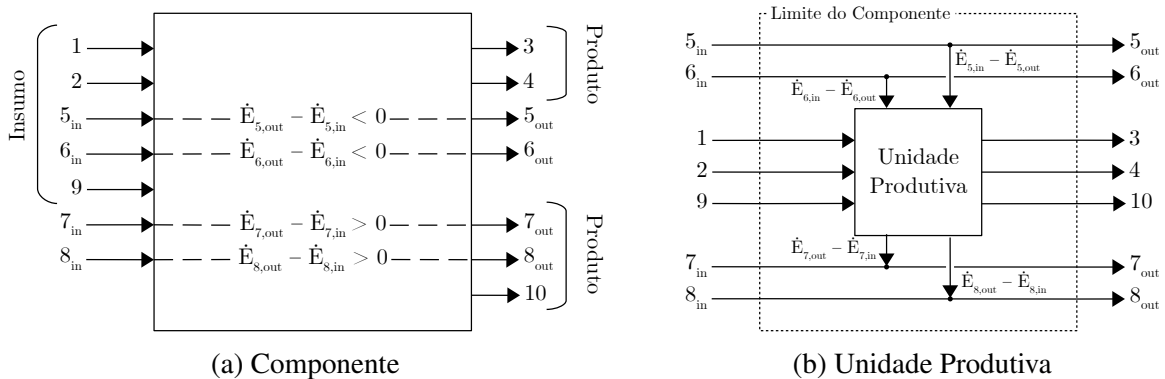 Insumo
1
2
5in
6in
9
7in
8in
Ė5,out – Ė5,in < 0
Ė6,out – Ė6,in < 0
Ė7,out – Ė7,in > 0
Ė8,out – Ė8,in > 0
3
4
5out
6out
7out
8out
10
Produto
Produto
(a) Componente
Limite do Componente
5in
6in
1
2
9
7in
8in
Ė5,in – Ė5,out
Ė6,in – Ė6,out
Unidade
Produtiva
Ė7,out – Ė7,in
Ė8,out – Ė8,in
5out
6out
3
4
10
7out
8out
(b) Unidade Produtiva